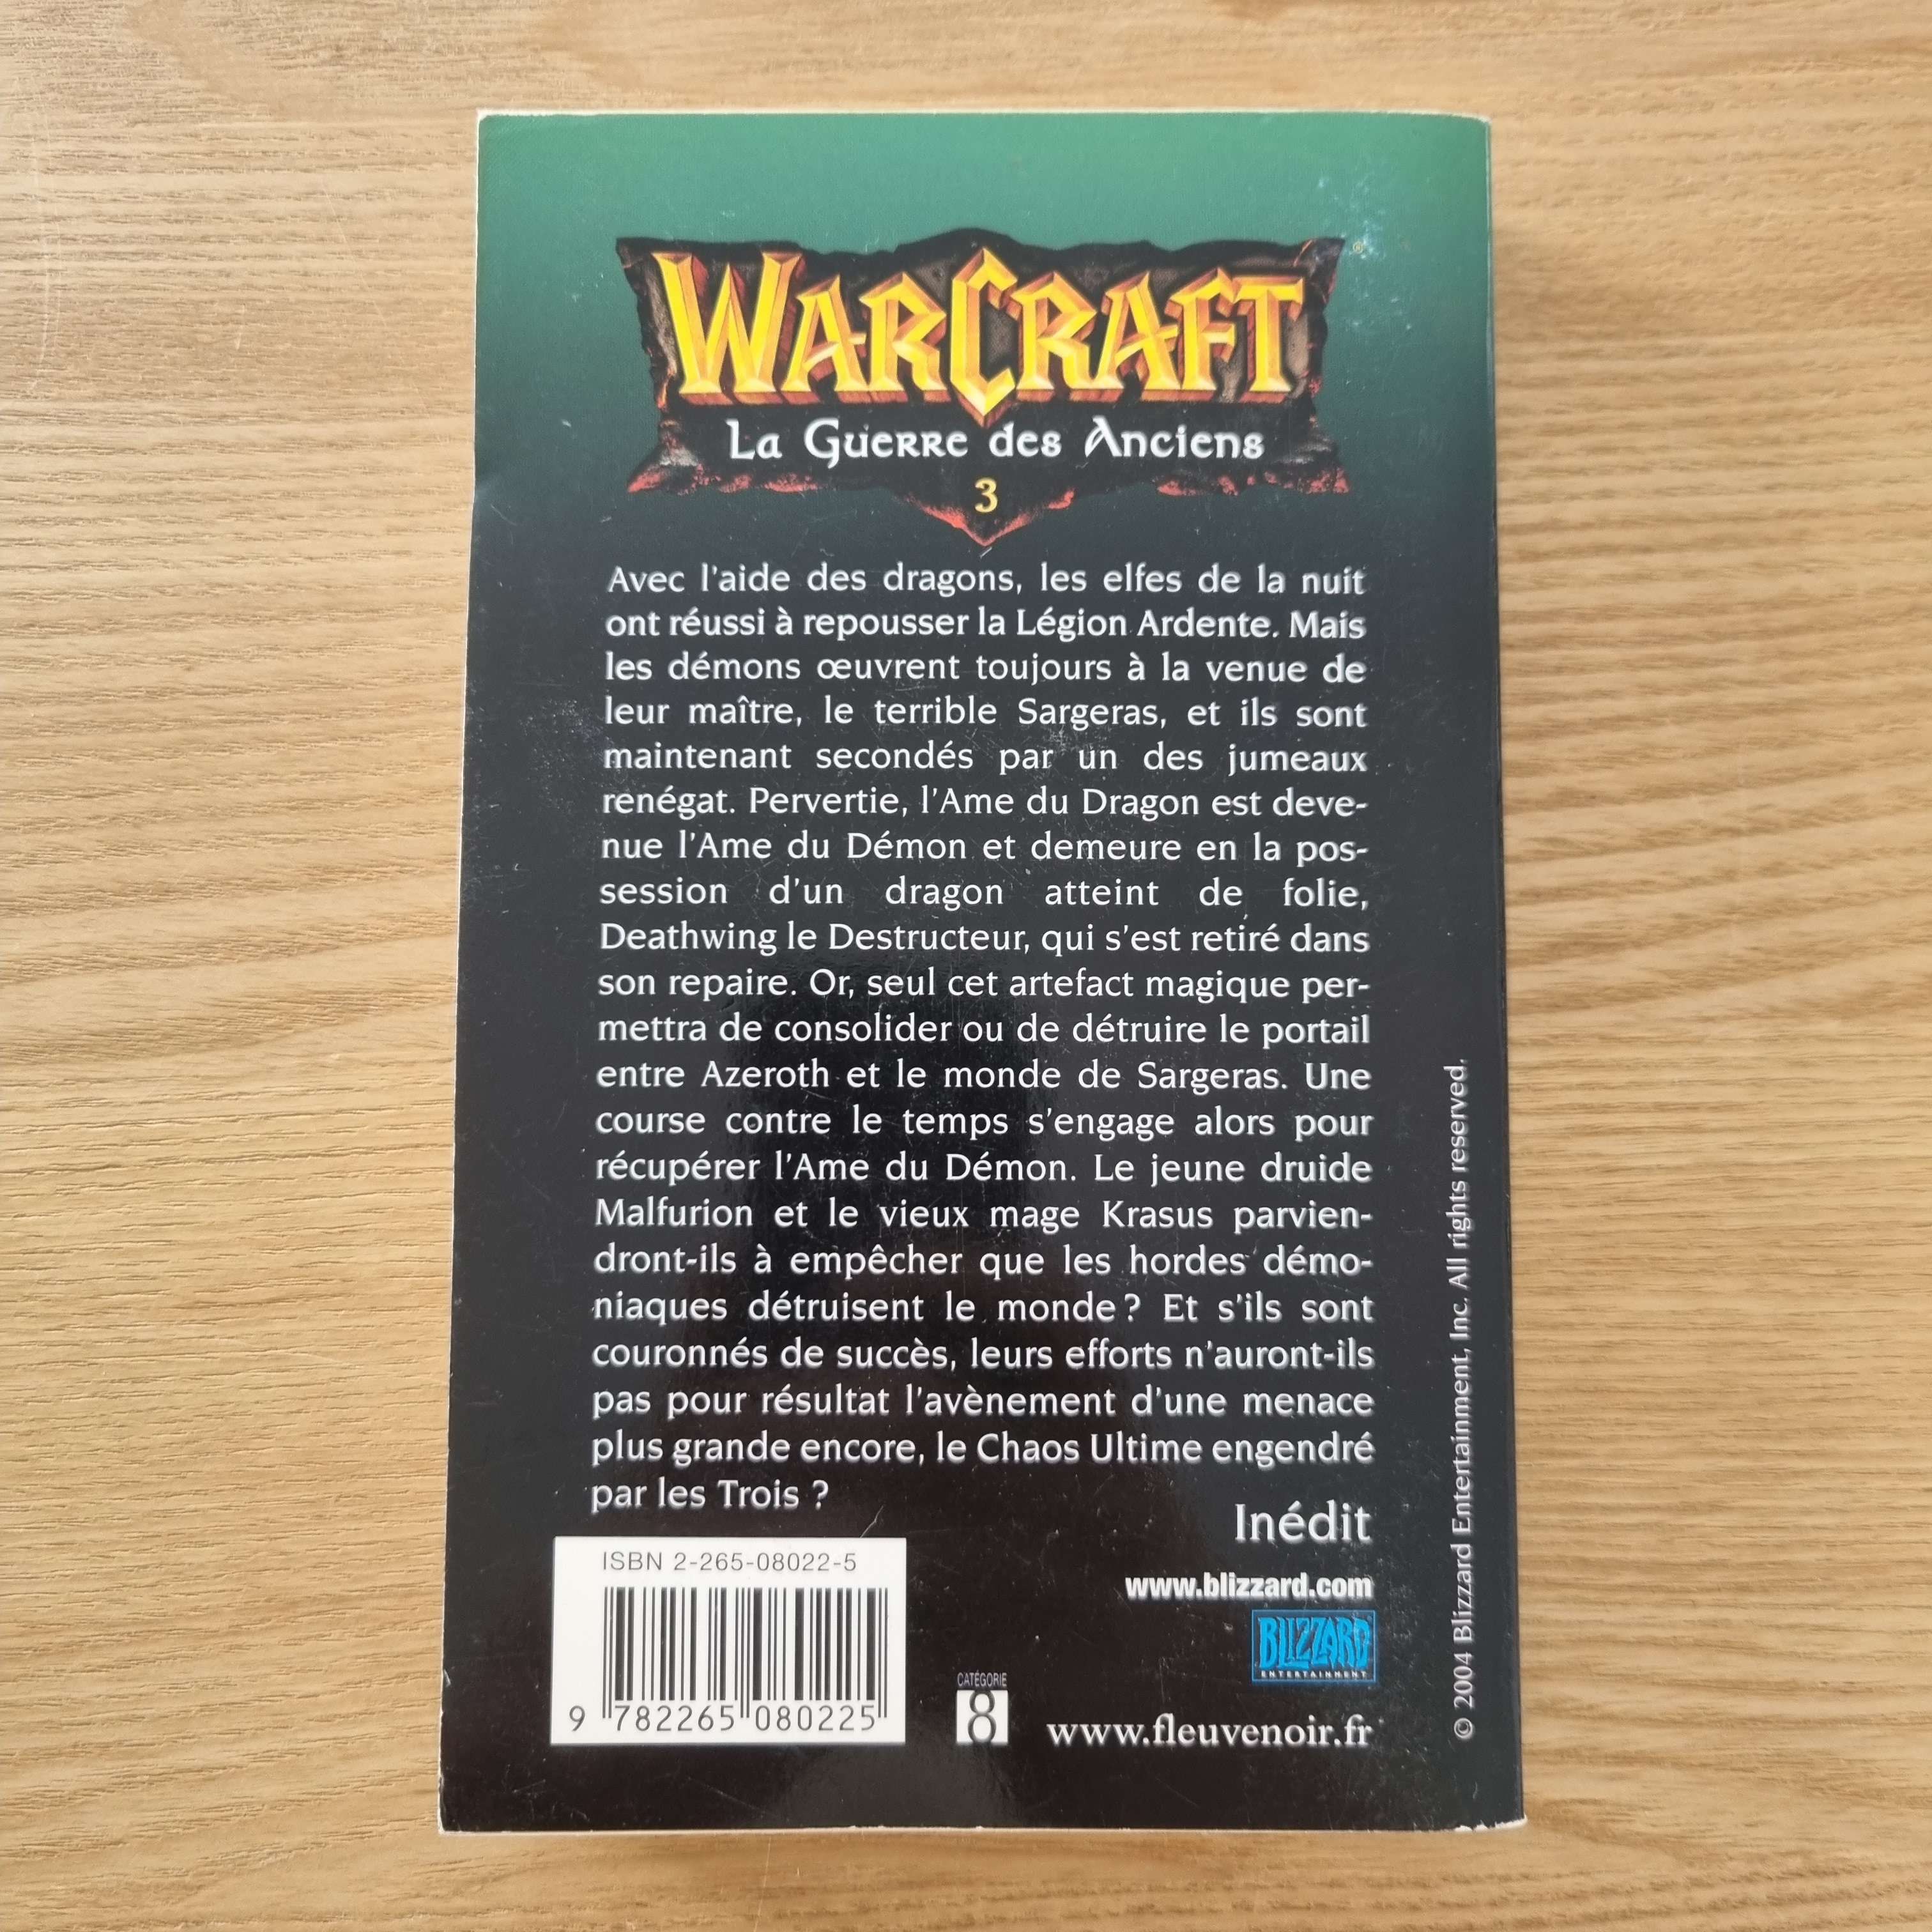 WARCRAFT
®
La Guerre des Anciens
3
Avec l'aide des dragons, les elfes de la nuit
ont réussi à repousser la Légion Ardente. Mais
les démons œuvrent toujours à la venue de
leur maître, le terrible Sargeras, et ils sont
maintenant secondés par un des jumeaux
renégat. Pervertie, l'Ame du Dragon est deve-
nue l'Ame du Démon et demeure en la pos-
session d'un dragon atteint de folie,
Deathwing le Destructeur, qui s'est retiré dans
son repaire. Or, seul cet artefact magique per-
mettra de consolider ou de détruire le portail
entre Azeroth et le monde de Sargeras. Une
course contre le temps s'engage alors pour
récupérer l'Ame du Démon. Le jeune druide
Malfurion et le vieux mage Krasus parvien-
dront-ils à empêcher que les hordes démo-
niaques détruisent le monde ? Et s'ils sont
couronnés de succès, leurs efforts n'auront-ils
pas pour résultat l'avènement d'une menace
plus grande encore, le Chaos Ultime engendré
par les Trois ?
Inédit
www.blizzard.com
BLIZZARD
ENTERTAINMENT
ISBN 2-265-08022-5
9 782265 080225
CATÉGORIE
8
www.fleuvenoir.fr
© 2004 Blizzard Entertainment, Inc. All rights reserved.